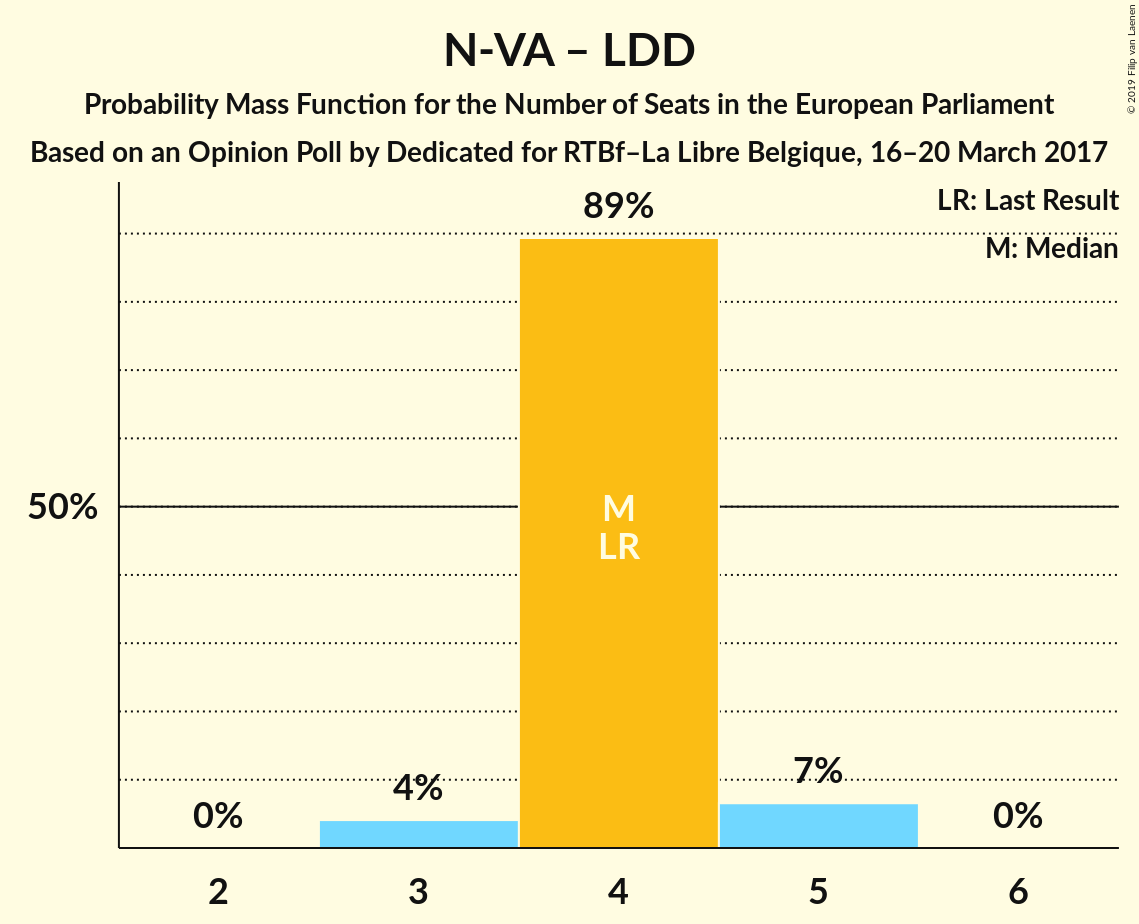 N-VA – LDD
Probability Mass Function for the Number of Seats in the European Parliament
Based on an Opinion Poll by Dedicated for RTBf–La Libre Belgique, 16–20 March 2017
© 2019 Filip van Laenen
LR: Last Result
M: Median
89%
50%
M
LR
0%
4%
7%
0%
2
3
4
5
6